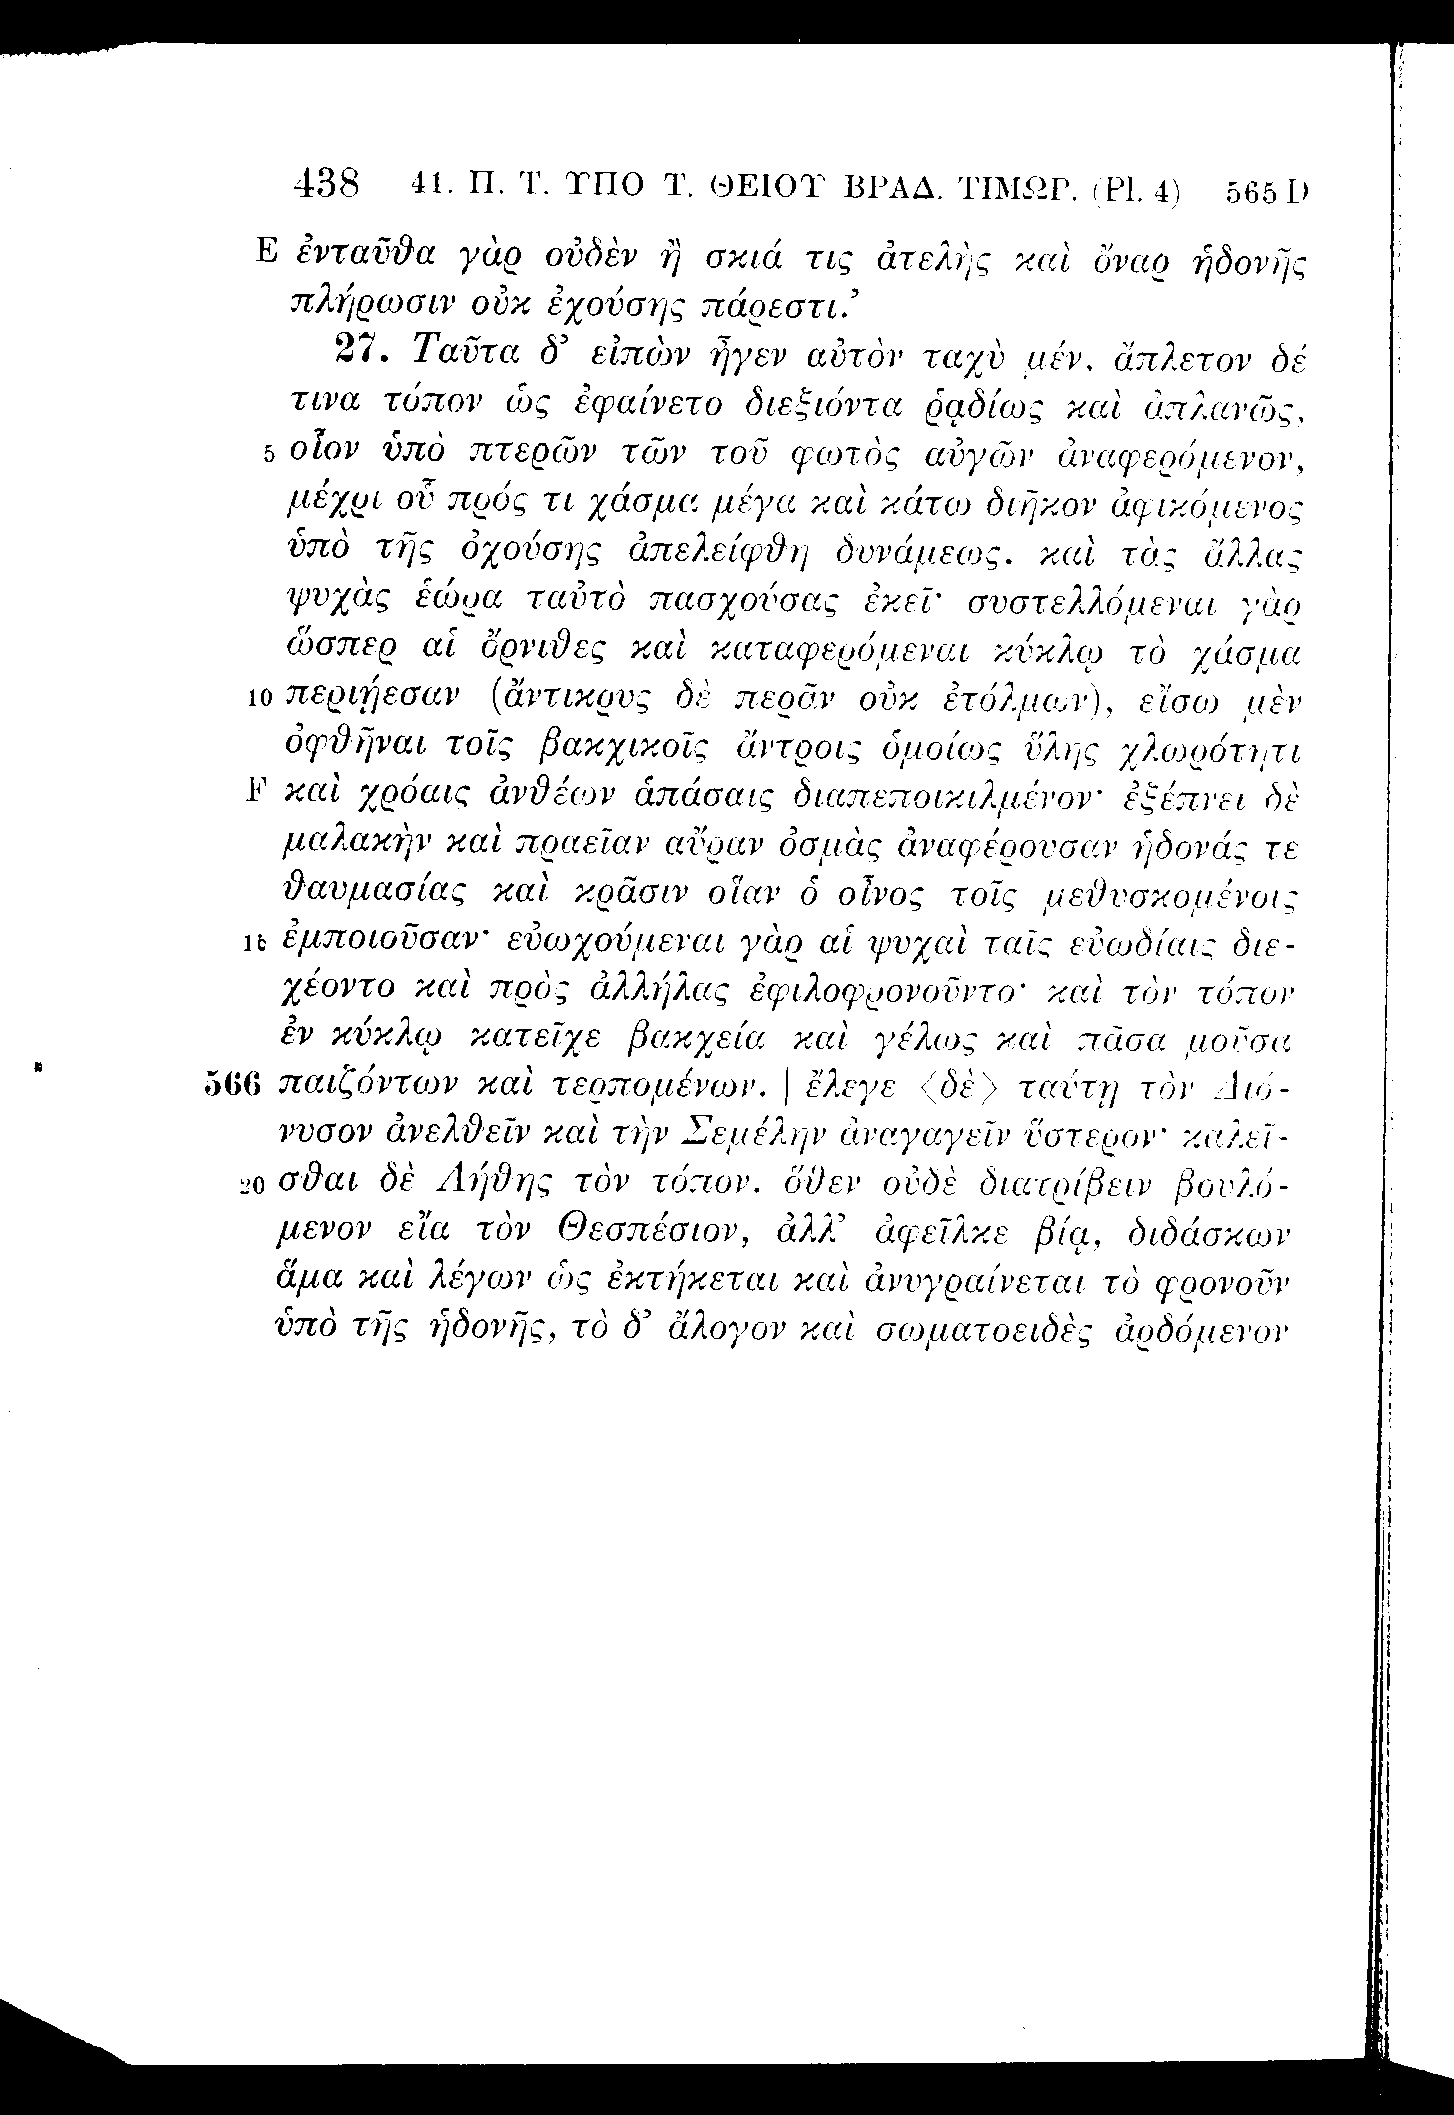 438 41. Π. Τ. ΥΠΟ Τ. ΘΕΙΟΥ ΒΡΑΔ. ΤΙΜΩΡ. (Pl. 4) 565 D
E ἐνταῦθα γὰρ οὐδὲν ἢ σκιά τις ἀτελὴς καὶ ὄναρ ἡδονῆς
πλήρωσιν οὐκ ἐχούσης πάρεστι.’
27. Ταῦτα δ’ εἰπὼν ἦγεν αὐτὸν ταχὺ μέν, ἄπλετον δέ
τινα τόπον ὡς ἐφαίνετο διεξιόντα ῥᾳδίως καὶ ἀπλανῶς,
5 οἷον ὑπὸ πτερῶν τῶν τοῦ φωτὸς αὐγῶν ἀναφερόμενον,
μέχρι οὗ πρός τι χάσμα μέγα καὶ κάτω διῆκον ἀφικόμενος
ὑπὸ τῆς ὀχούσης ἀπελείφθη δυνάμεως. καὶ τὰς ἄλλας
ψυχὰς ἑώρα ταὐτὸ πασχούσας ἐκεῖ· συστελλόμεναι γὰρ
ὥσπερ αἱ ὄρνιθες καὶ καταφερόμεναι κύκλῳ τὸ χάσμα
10 περιῄεσαν (ἄντικρυς δὲ περᾶν οὐκ ἐτόλμων), εἴσω μὲν
ὀφθῆναι τοῖς βακχικοῖς ἄντροις ὁμοίως ὕλης χλωρότητι
F καὶ χρόαις ἀνθέων ἁπάσαις διαπεποικιλμένον· ἐξέπνει δὲ
μαλακὴν καὶ πραεῖαν αὔραν ὀσμὰς ἀναφέρουσαν ἡδονάς τε
θαυμασίας καὶ κρᾶσιν οἵαν ὁ οἶνος τοῖς μεθυσκομένοις
15 ἐμποιοῦσαν· εὐωχούμεναι γὰρ αἱ ψυχαὶ ταῖς εὐωδίαις διε-
χέοντο καὶ πρὸς ἀλλήλας ἐφιλοφρονοῦντο· καὶ τὸν τόπον
ἐν κύκλῳ κατεῖχε βακχεία καὶ γέλως καὶ πᾶσα μοῦσα
566 παιζόντων καὶ τερπομένων. | ἔλεγε <δὲ> ταύτῃ τὸν Διό-
νυσον ἀνελθεῖν καὶ τὴν Σεμέλην ἀναγαγεῖν ὕστερον· καλεῖ-
20 σθαι δὲ Λήθης τὸν τόπον. ὅθεν οὐδὲ διατρίβειν βουλό-
μενον εἴα τὸν Θεσπέσιον, ἀλλ’ ἀφεῖλκε βίᾳ, διδάσκων
ἅμα καὶ λέγων ὡς ἐκτήκεται καὶ ἀνυγραίνεται τὸ φρονοῦν
ὑπὸ τῆς ἡδονῆς, τὸ δ’ ἄλογον καὶ σωματοειδὲς ἀρδόμενον